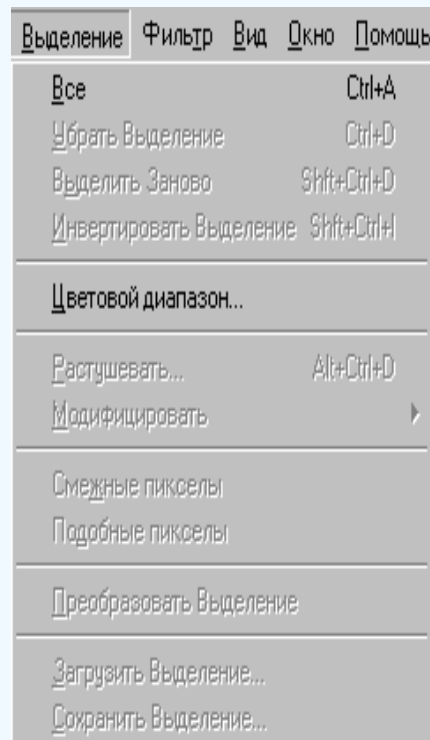 Выделение Фильтр Вид Окно Помощь
Все Ctrl+A
Убрать Выделение Ctrl+D
Выделить Заново Shft+Ctrl+D
Инвертировать Выделение Shft+Ctrl+I
Цветовой диапазон...
Растушевать... Alt+Ctrl+D
Модифицировать
Смежные пикселы
Подобные пикселы
Преобразовать Выделение
Загрузить Выделение...
Сохранить Выделение...